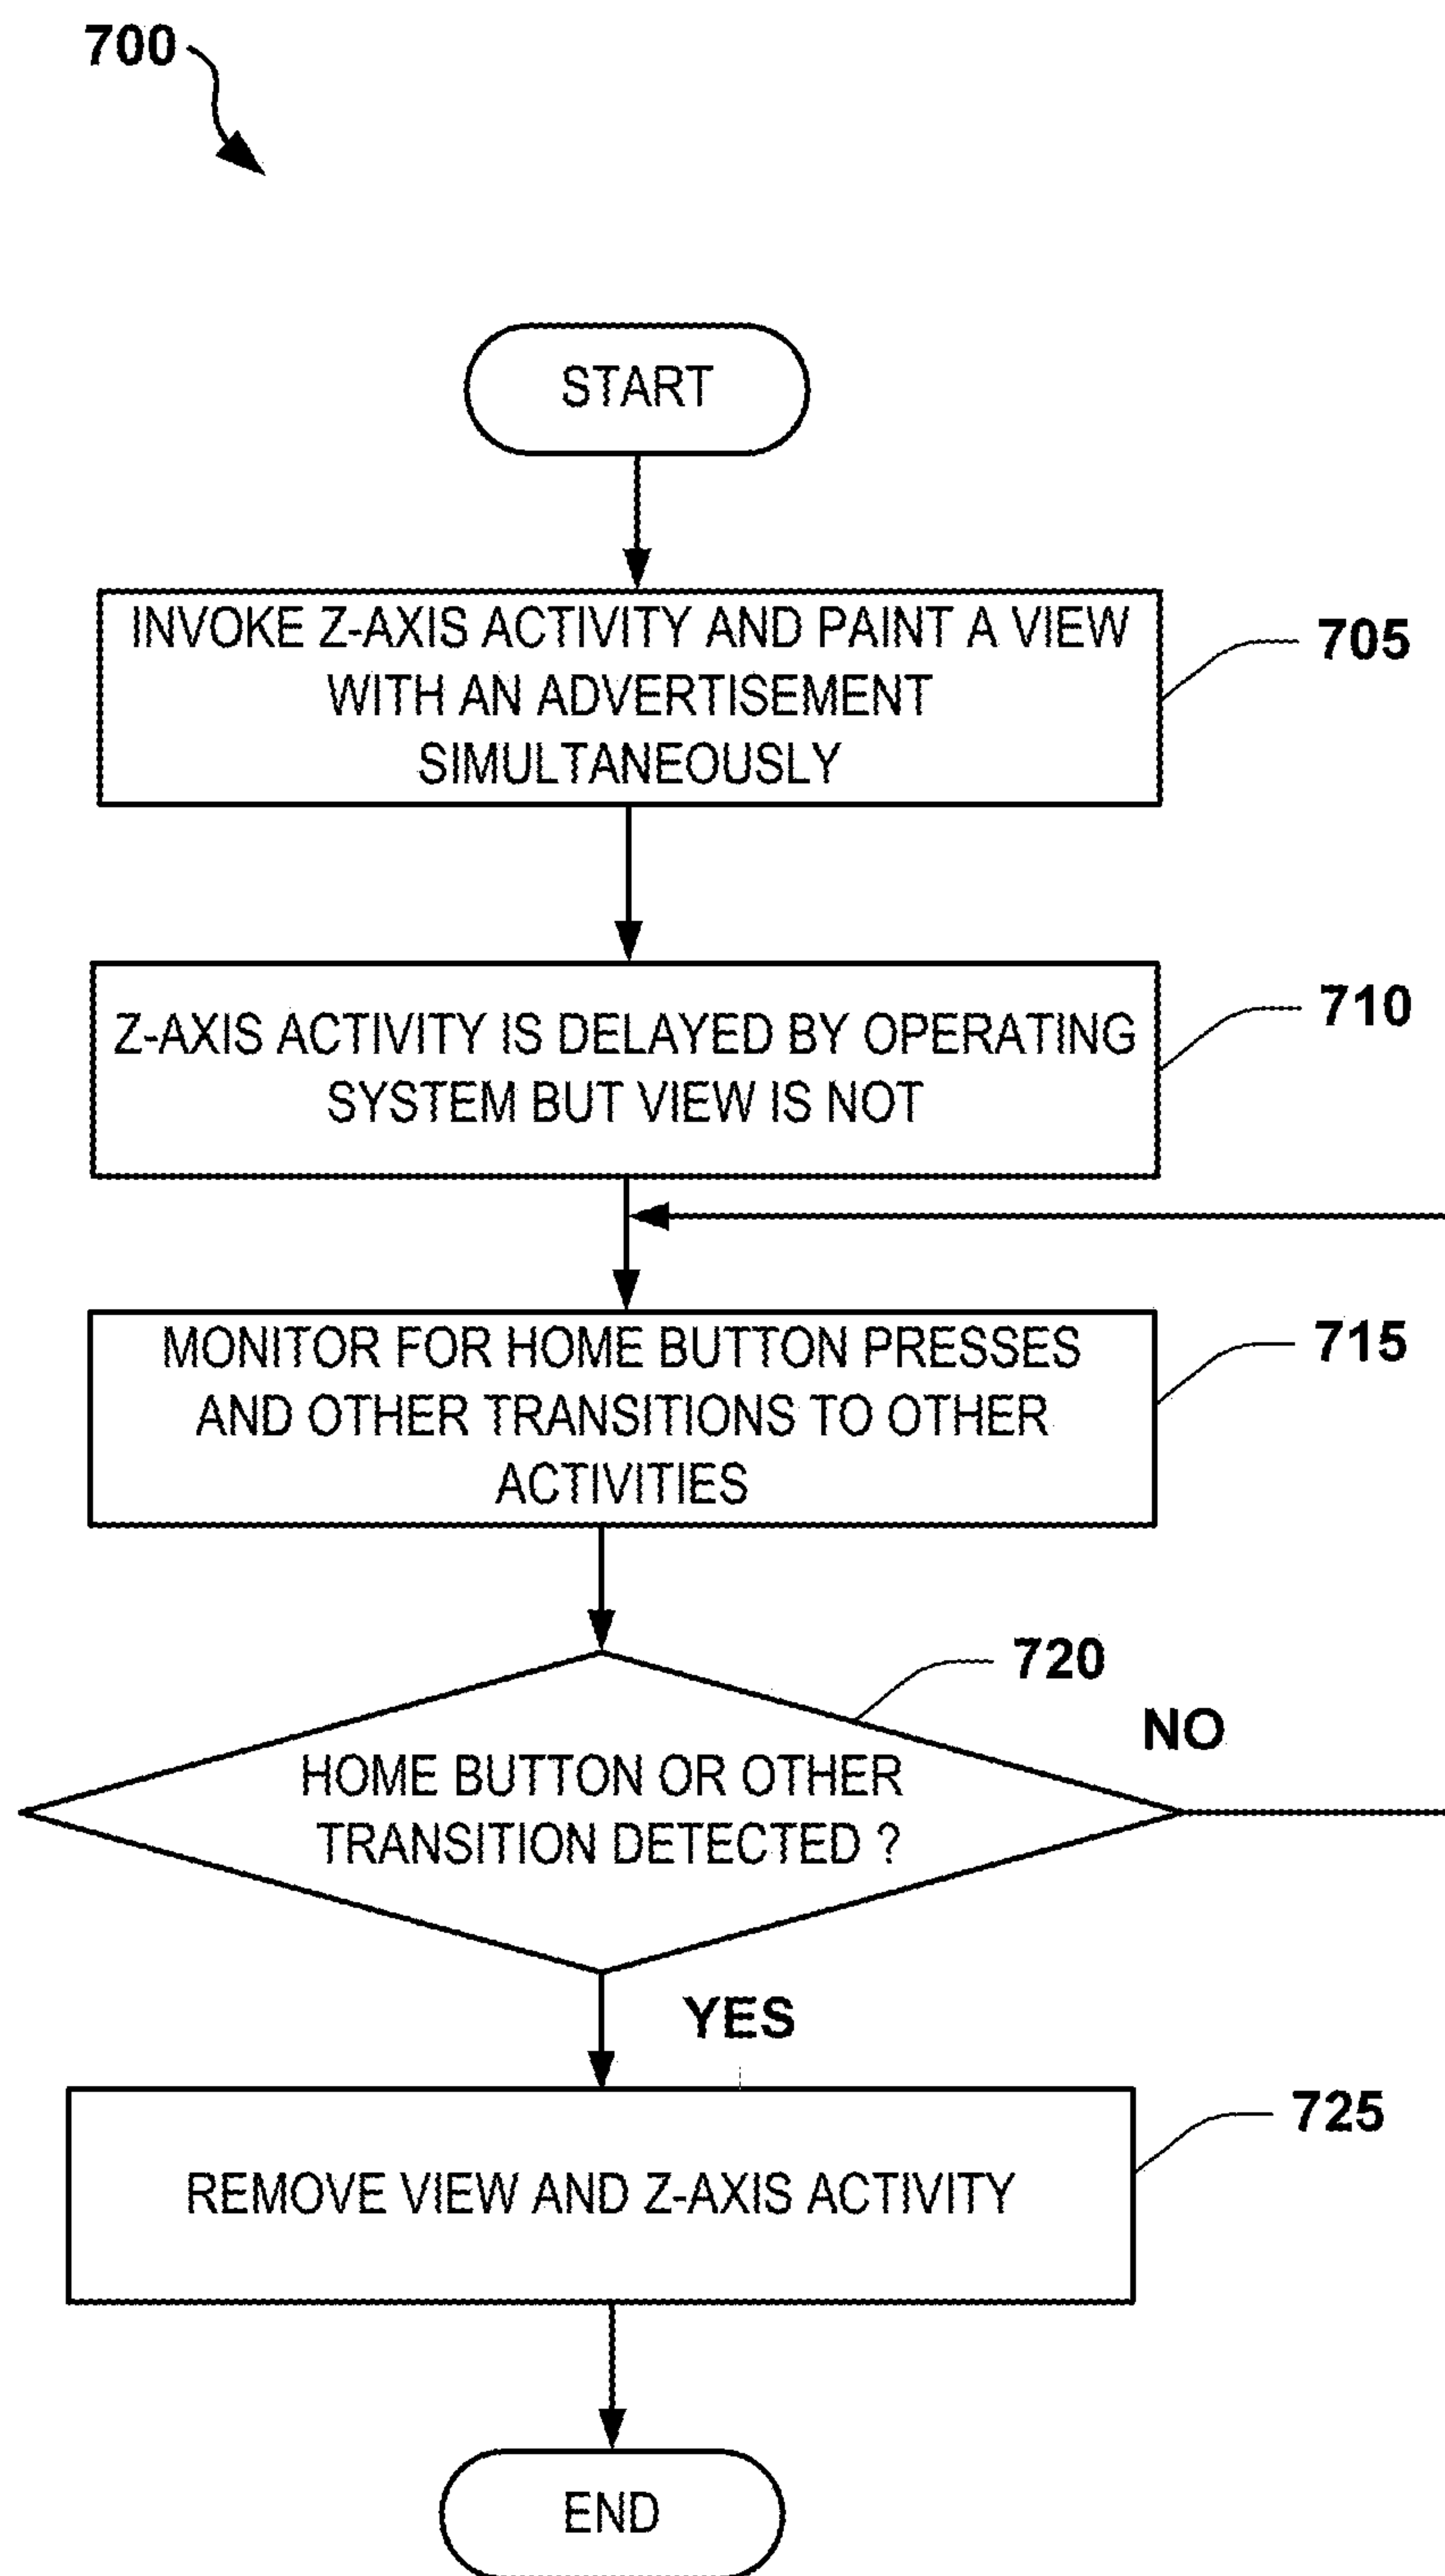 700
START
INVOKE Z-AXIS ACTIVITY AND PAINT A VIEW
WITH AN ADVERTISEMENT
SIMULTANEOUSLY
705
Z-AXIS ACTIVITY IS DELAYED BY OPERATING
SYSTEM BUT VIEW IS NOT
710
MONITOR FOR HOME BUTTON PRESSES
AND OTHER TRANSITIONS TO OTHER
ACTIVITIES
715
720
HOME BUTTON OR OTHER
TRANSITION DETECTED ?
NO
YES
REMOVE VIEW AND Z-AXIS ACTIVITY
725
END